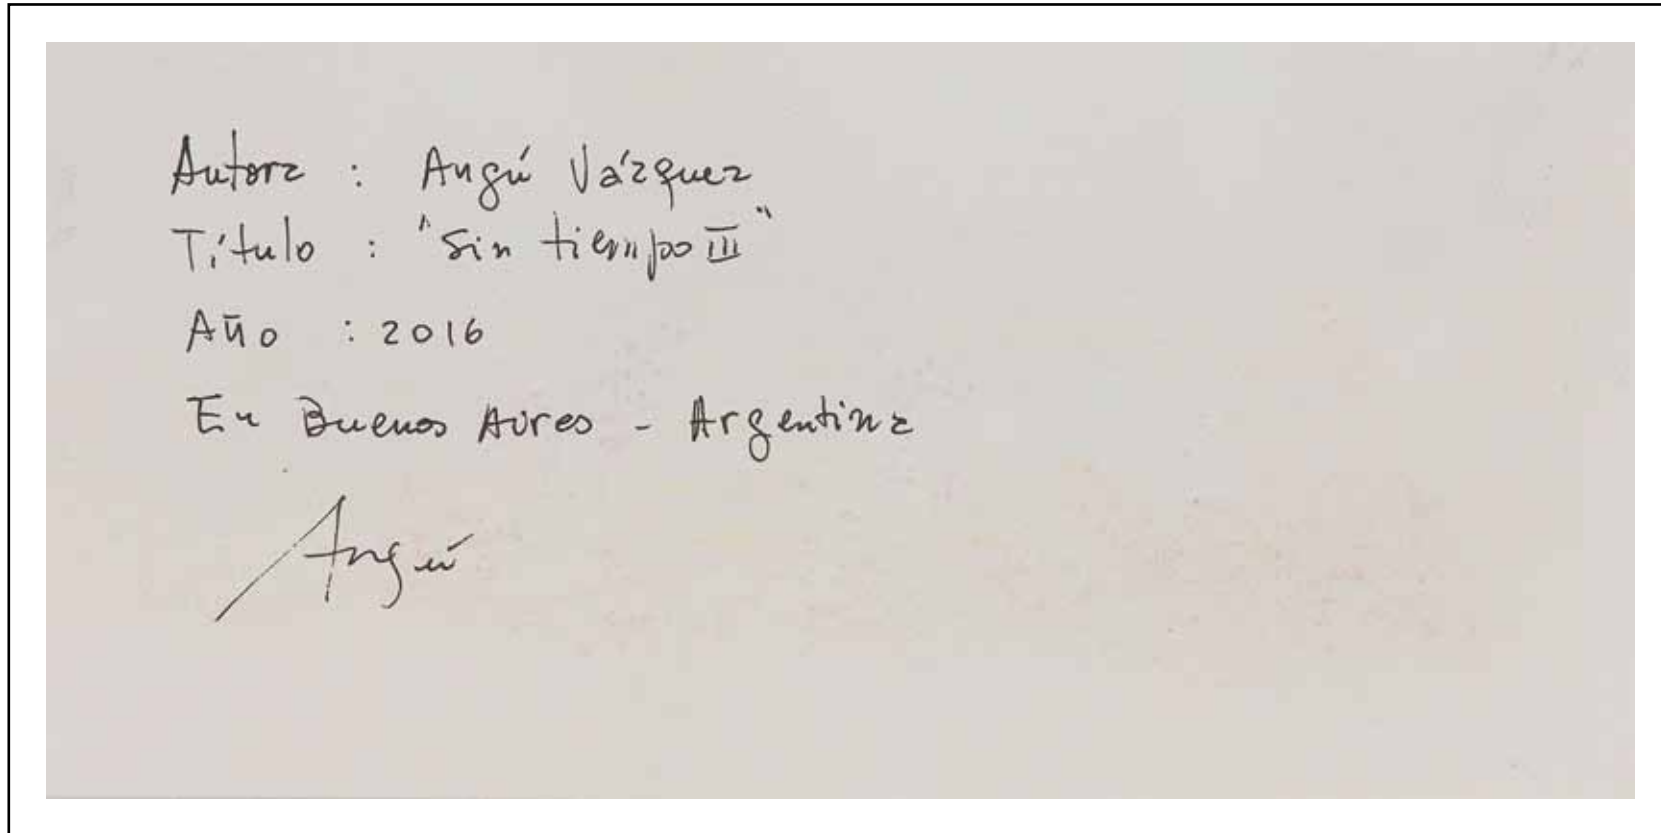 Autora : Angú Vázquez
Título : "Sin tiempo III"
Año : 2016
En Buenos Aires - Argentina
Angú